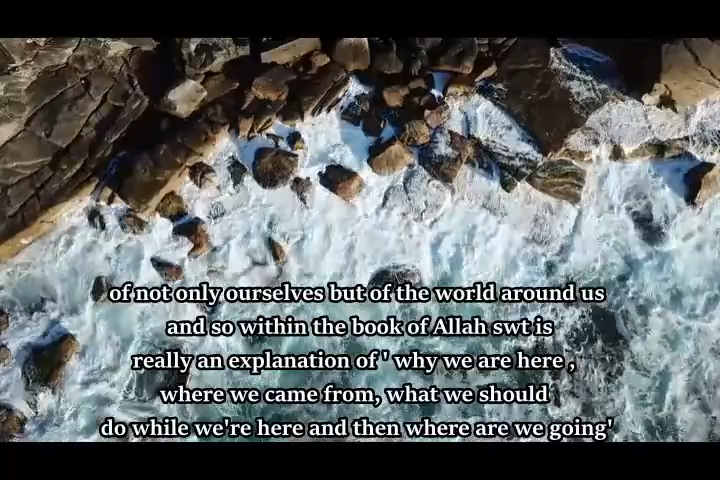 of not only ourselves but of the world around us
and so within the book of Allah swt is
really an explanation of ' why we are here ,
where we came from, what we should
do while we're here and then where are we going'